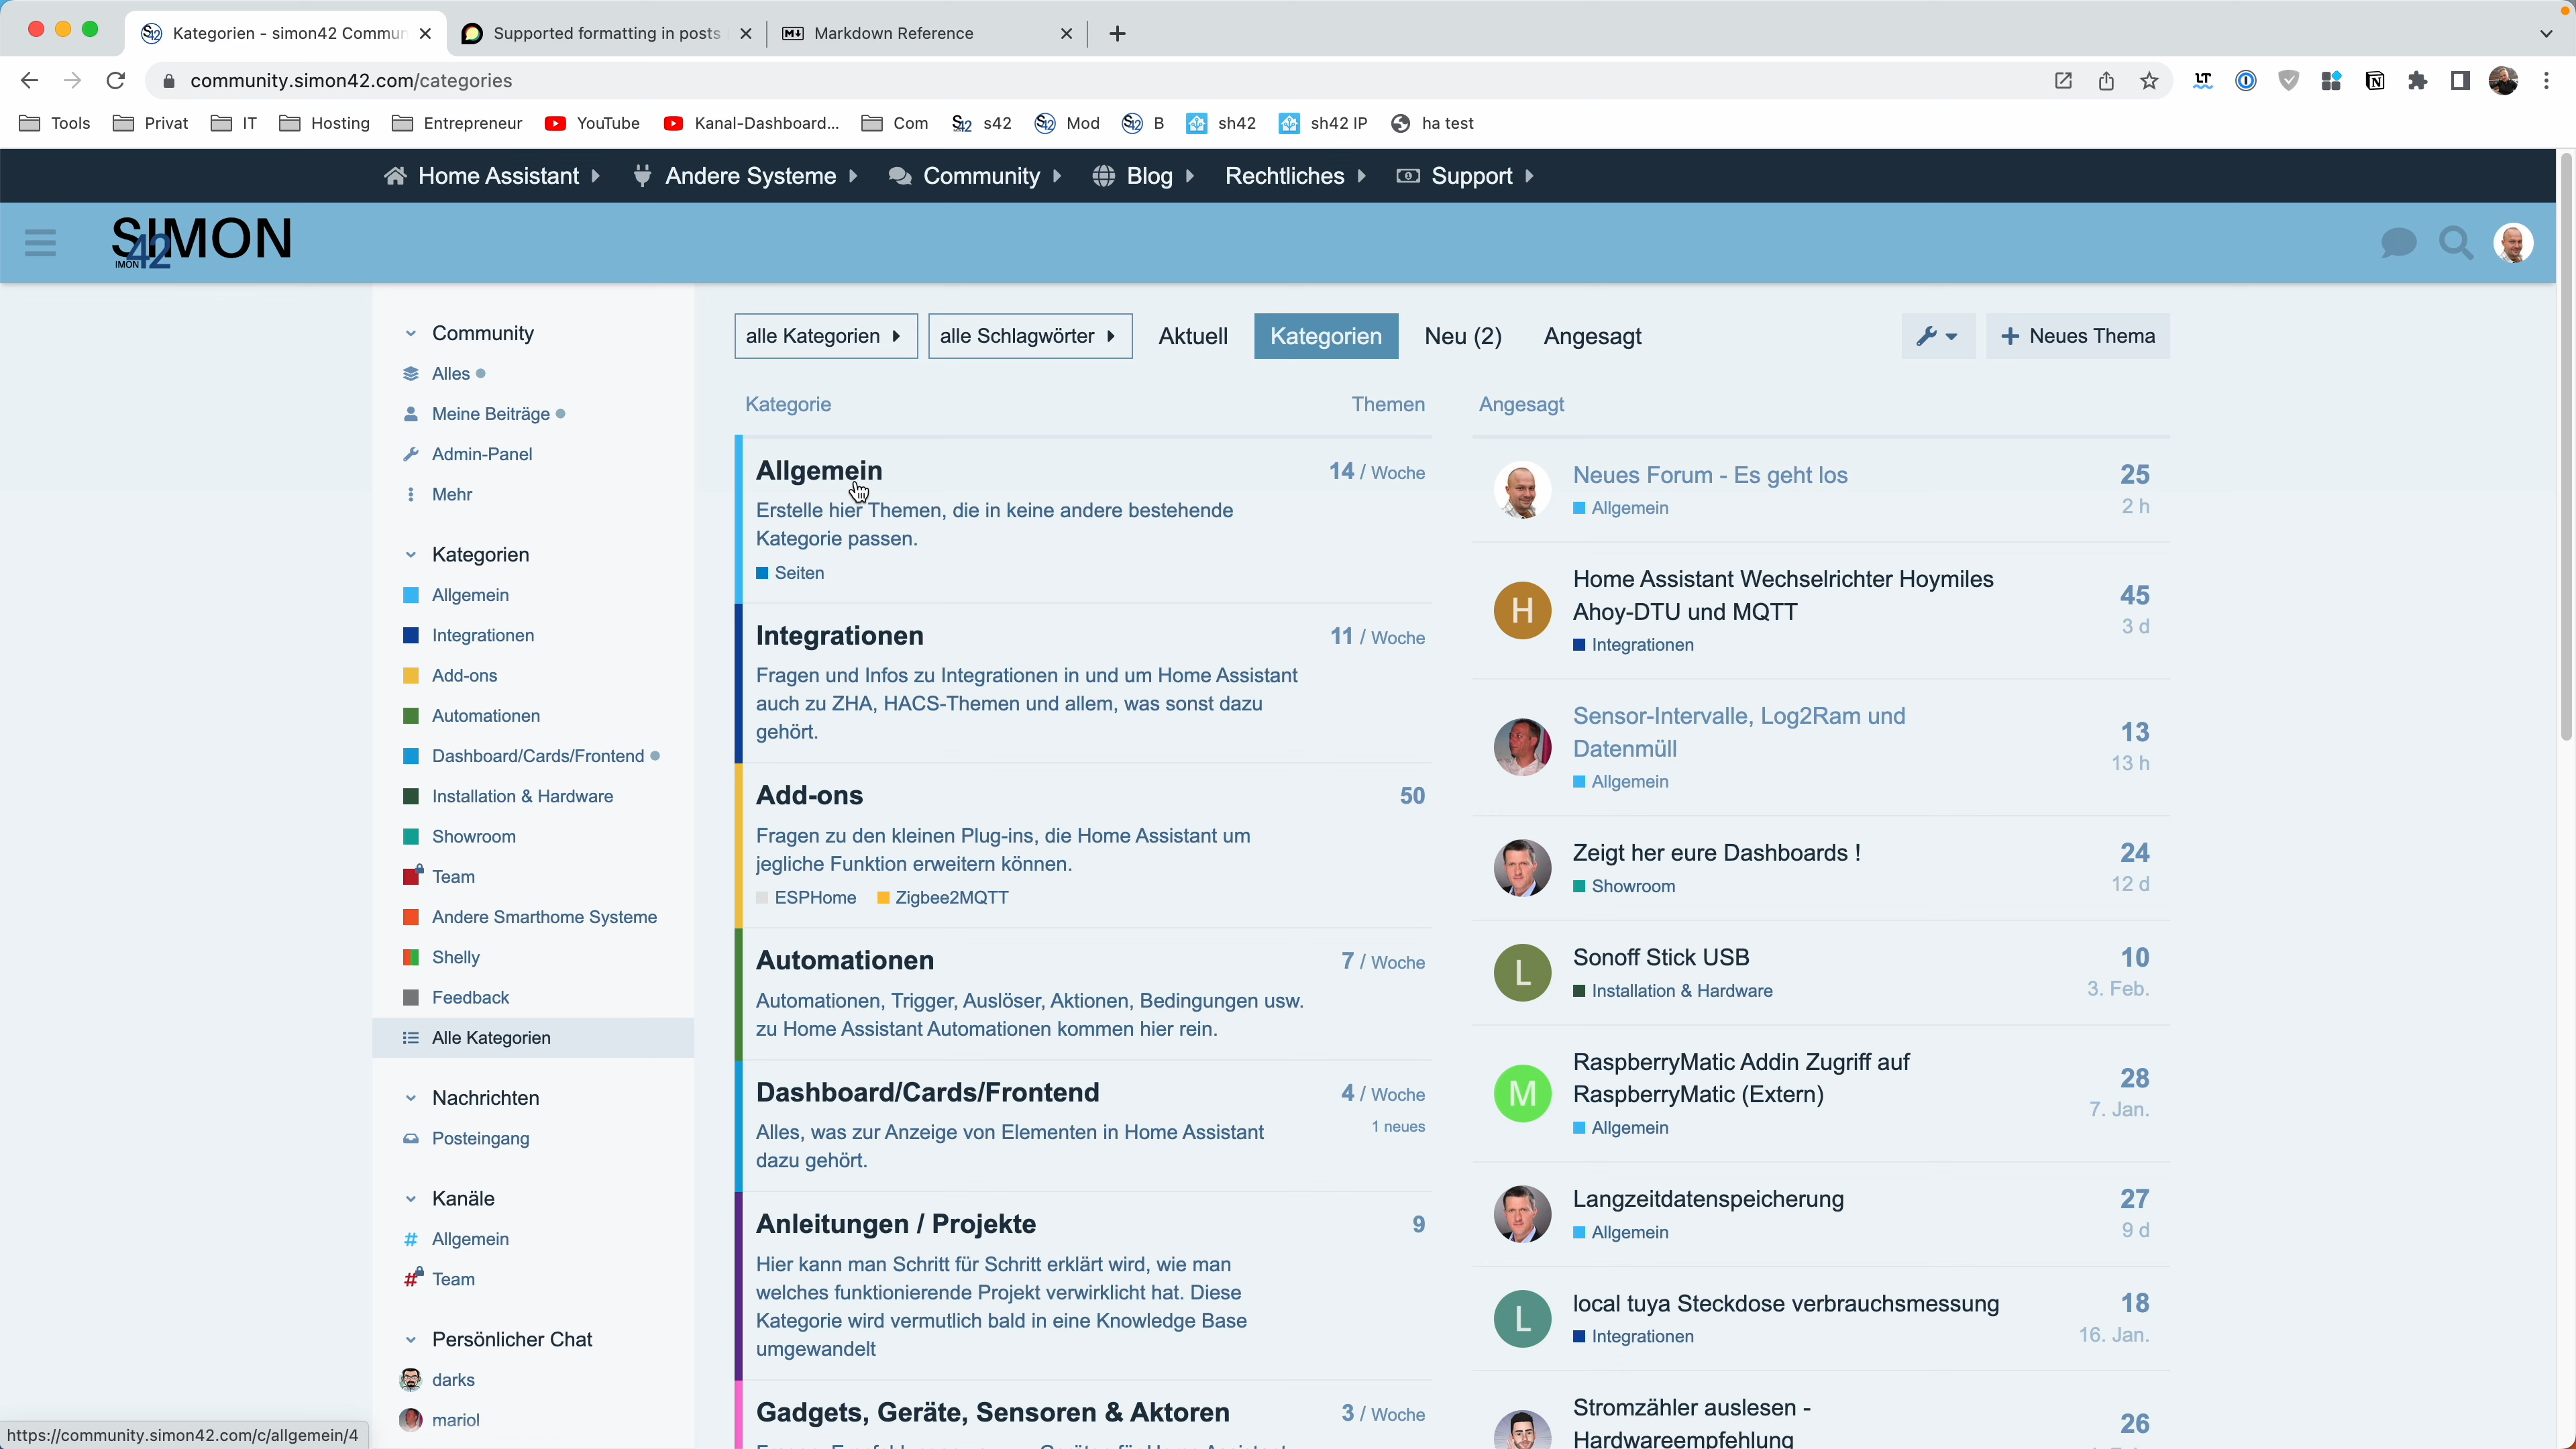 Kategorien - simon42 Commun
Supported formatting in posts
Markdown Reference
community.simon42.com/categories
Tools
Privat
IT
Hosting
Entrepreneur
YouTube
Kanal-Dashboard...
Com
s42
Mod
B
sh42
sh42 IP
ha test
Home Assistant
Andere Systeme
Community
Blog
Rechtliches
Support
SIMON
42
IMON
Community
Alles
Meine Beiträge
Admin-Panel
Mehr
Kategorien
Allgemein
Integrationen
Add-ons
Automationen
Dashboard/Cards/Frontend
Installation & Hardware
Showroom
Team
Andere Smarthome Systeme
Shelly
Feedback
Alle Kategorien
Nachrichten
Posteingang
Kanäle
# Allgemein
# Team
Persönlicher Chat
darks
mariol
https://community.simon42.com/c/allgemein/4
alle Kategorien
alle Schlagwörter
Aktuell
Kategorien
Neu (2)
Angesagt
+ Neues Thema
Kategorie
Themen
Allgemein
14 / Woche
Erstelle hier Themen, die in keine andere bestehende
Kategorie passen.
Seiten
Integrationen
11 / Woche
Fragen und Infos zu Integrationen in und um Home Assistant
auch zu ZHA, HACS-Themen und allem, was sonst dazu
gehört.
Add-ons
50
Fragen zu den kleinen Plug-ins, die Home Assistant um
jegliche Funktion erweitern können.
ESPHome
Zigbee2MQTT
Automationen
7 / Woche
Automationen, Trigger, Auslöser, Aktionen, Bedingungen usw.
zu Home Assistant Automationen kommen hier rein.
Dashboard/Cards/Frontend
4 / Woche
1 neues
Alles, was zur Anzeige von Elementen in Home Assistant
dazu gehört.
Anleitungen / Projekte
9
Hier kann man Schritt für Schritt erklärt wird, wie man
welches funktionierende Projekt verwirklicht hat. Diese
Kategorie wird vermutlich bald in eine Knowledge Base
umgewandelt
Gadgets, Geräte, Sensoren & Aktoren
3 / Woche
Angesagt
Neues Forum - Es geht los
25
Allgemein
2 h
H
Home Assistant Wechselrichter Hoymiles
Ahoy-DTU und MQTT
45
3 d
Integrationen
Sensor-Intervalle, Log2Ram und
Datenmüll
13
13 h
Allgemein
Zeigt her eure Dashboards !
24
Showroom
12 d
L
Sonoff Stick USB
10
Installation & Hardware
3. Feb.
M
RaspberryMatic Addin Zugriff auf
RaspberryMatic (Extern)
28
7. Jan.
Allgemein
Langzeitdatenspeicherung
27
Allgemein
9 d
L
local tuya Steckdose verbrauchsmessung
18
Integrationen
16. Jan.
Stromzähler auslesen -
Hardwareempfehlung
26